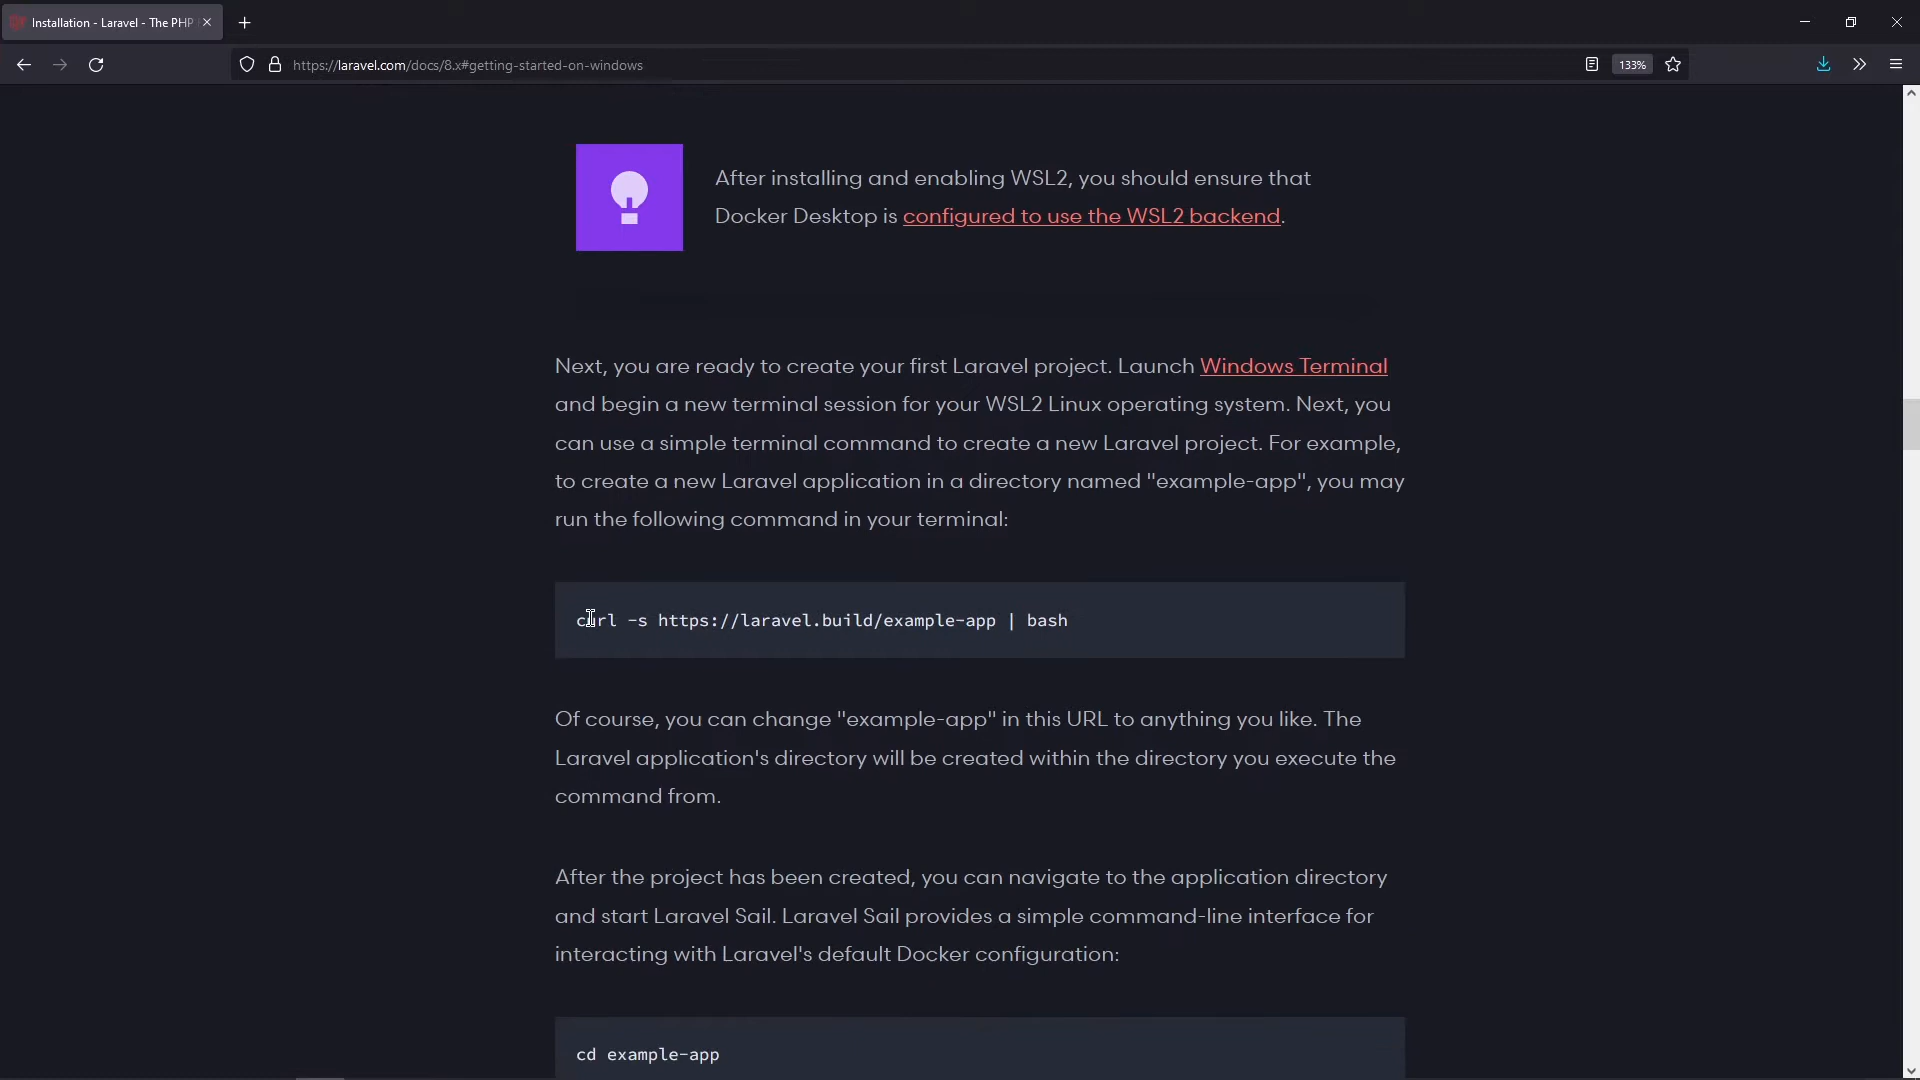 Installation - Laravel - The PHP
https://laravel.com/docs/8.x#getting-started-on-windows
133%
After installing and enabling WSL2, you should ensure that
Docker Desktop is configured to use the WSL2 backend.
Next, you are ready to create your first Laravel project. Launch Windows Terminal
and begin a new terminal session for your WSL2 Linux operating system. Next, you
can use a simple terminal command to create a new Laravel project. For example,
to create a new Laravel application in a directory named "example-app", you may
run the following command in your terminal:
curl -s https://laravel.build/example-app | bash
Of course, you can change "example-app" in this URL to anything you like. The
Laravel application's directory will be created within the directory you execute the
command from.
After the project has been created, you can navigate to the application directory
and start Laravel Sail. Laravel Sail provides a simple command-line interface for
interacting with Laravel's default Docker configuration:
cd example-app